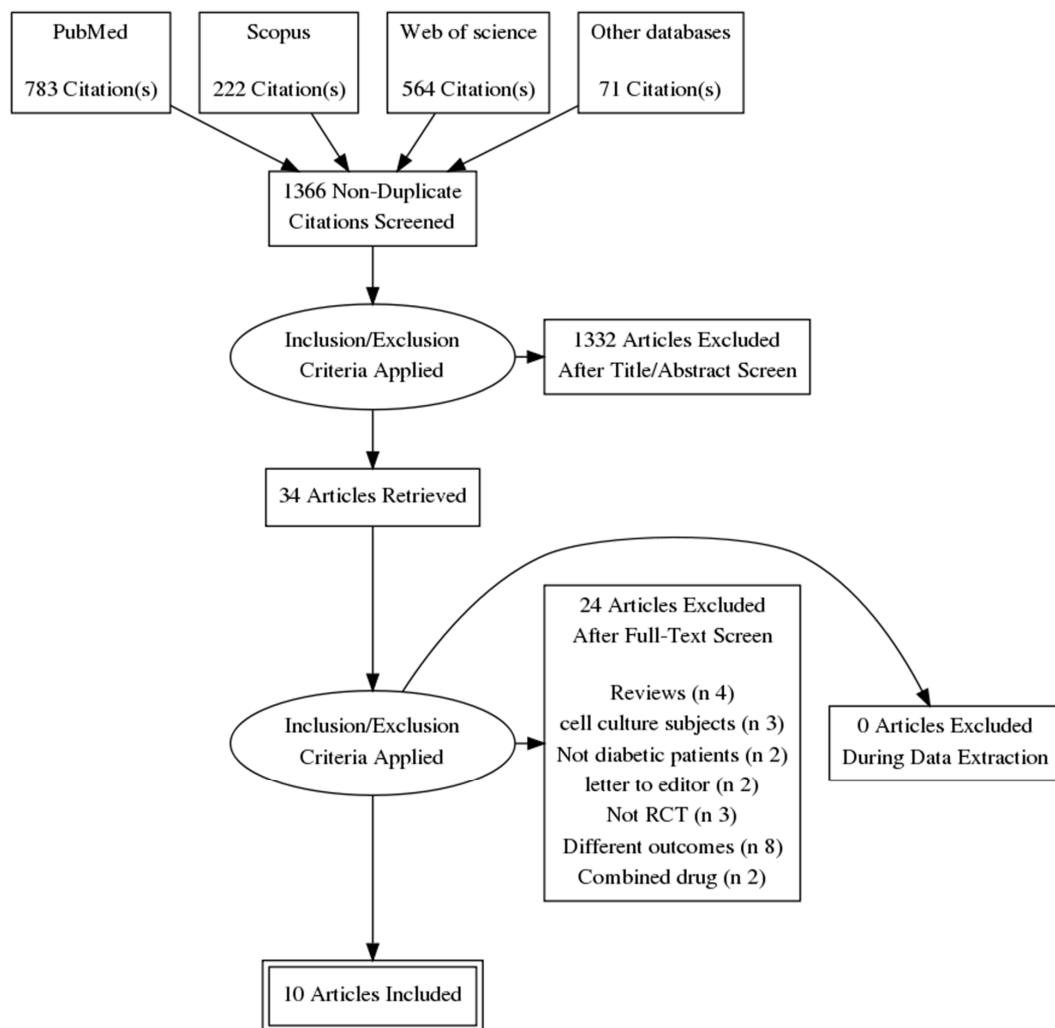 PubMed
783 Citation(s)
Scopus
222 Citation(s)
Web of science
564 Citation(s)
Other databases
71 Citation(s)
1366 Non-Duplicate
Citations Screened
Inclusion/Exclusion
Criteria Applied
1332 Articles Excluded
After Title/Abstract Screen
34 Articles Retrieved
24 Articles Excluded
After Full-Text Screen
Reviews (n 4)
cell culture subjects (n 3)
Not diabetic patients (n 2)
letter to editor (n 2)
Not RCT (n 3)
Different outcomes (n 8)
Combined drug (n 2)
Inclusion/Exclusion
Criteria Applied
0 Articles Excluded
During Data Extraction
10 Articles Included